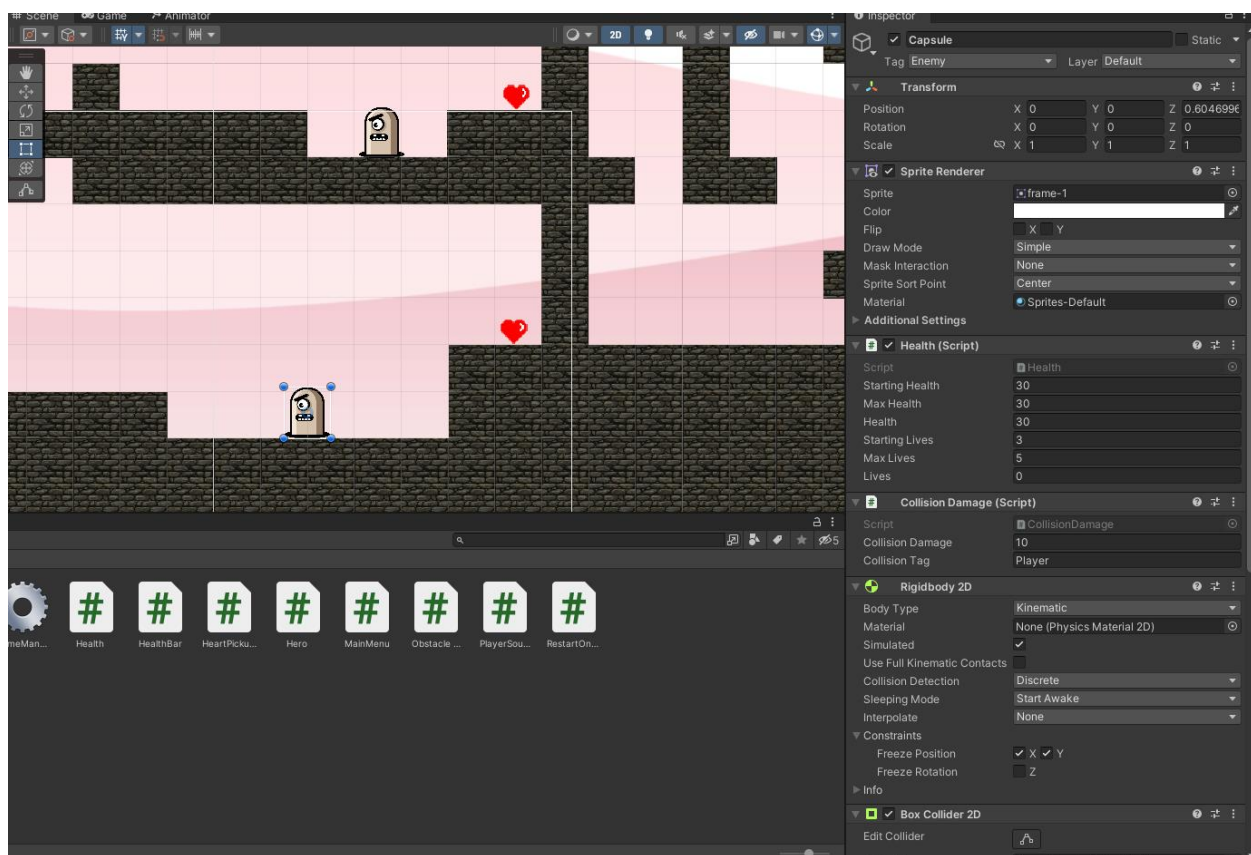 # Scene Game Animator
2D
5
meMan... Health HealthBar HeartPicku... Hero MainMenu Obstacle ... PlayerSou... RestartOn...
Inspector
Capsule Static
Tag Enemy Layer Default
Transform
Position X 0 Y 0 Z 0.6046996
Rotation X 0 Y 0 Z 0
Scale X 1 Y 1 Z 1
Sprite Renderer
Sprite frame-1
Color
Flip X Y
Draw Mode Simple
Mask Interaction None
Sprite Sort Point Center
Material Sprites-Default
Additional Settings
# Health (Script)
Script Health
Starting Health 30
Max Health 30
Health 30
Starting Lives 3
Max Lives 5
Lives 0
# Collision Damage (Script)
Script CollisionDamage
Collision Damage 10
Collision Tag Player
Rigidbody 2D
Body Type Kinematic
Material None (Physics Material 2D)
Simulated
Use Full Kinematic Contacts
Collision Detection Discrete
Sleeping Mode Start Awake
Interpolate None
Constraints
Freeze Position X Y
Freeze Rotation Z
Info
Box Collider 2D
Edit Collider